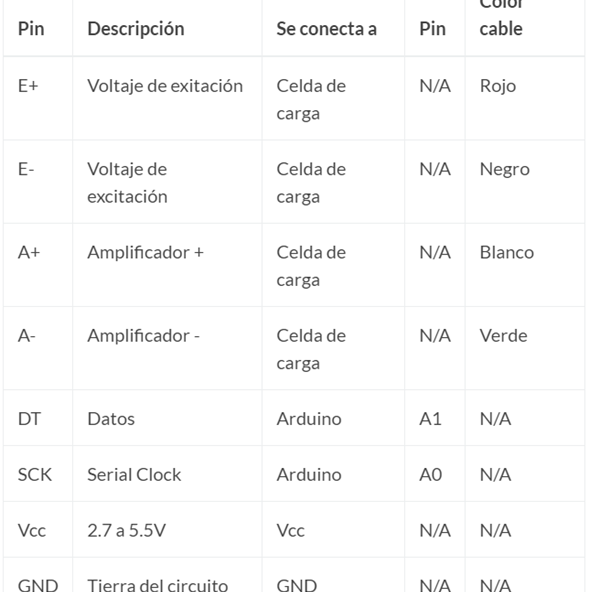 Color
Pin Descripción Se conecta a Pin cable
E+ Voltaje de exitación Celda de N/A Rojo
carga
E- Voltaje de Celda de N/A Negro
excitación carga
A+ Amplificador + Celda de N/A Blanco
carga
A- Amplificador - Celda de N/A Verde
carga
DT Datos Arduino A1 N/A
SCK Serial Clock Arduino A0 N/A
Vcc 2.7 a 5.5V Vcc N/A N/A
GND Tierra del circuito GND N/A N/A